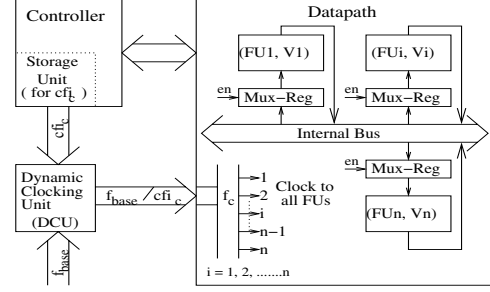 Controller
Storage
Unit
( for cfi_c )
cfi_c
Dynamic
Clocking
Unit
(DCU)
f_base
f_base / cfi_c
Datapath
(FU1, V1)
en
Mux-Reg
(FUi, Vi)
en
Mux-Reg
Internal Bus
en
Mux-Reg
(FUn, Vn)
f_c
1
2
i
n-1
n
Clock to
all FUs
i = 1, 2, .......n